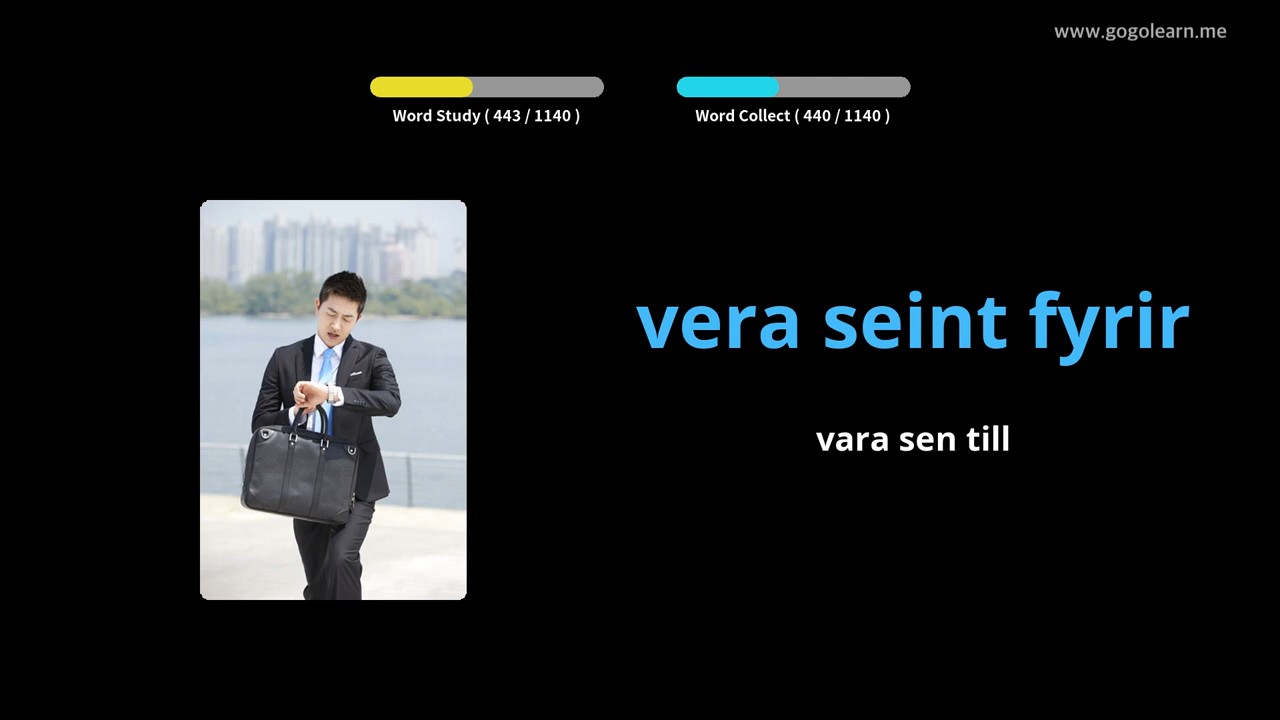 www.gogolearn.me
Word Study ( 443 / 1140 )
Word Collect ( 440 / 1140 )
vera seint fyrir
vara sen till